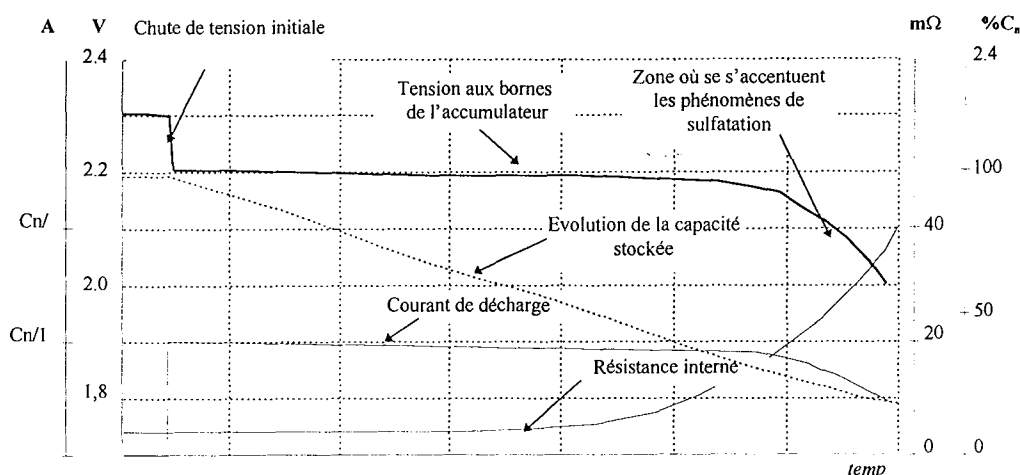 A V Chute de tension initiale mΩ %Cₙ
2.4 2.4
Tension aux bornes
de l'accumulateur
Zone où se s'accentuent
les phénomènes de
sulfatation
2.2 100
Cn/ 40
Evolution de la capacité
stockée
2.0 50
Courant de décharge
Cn/1 20
Résistance interne
1,8
0 0
temp